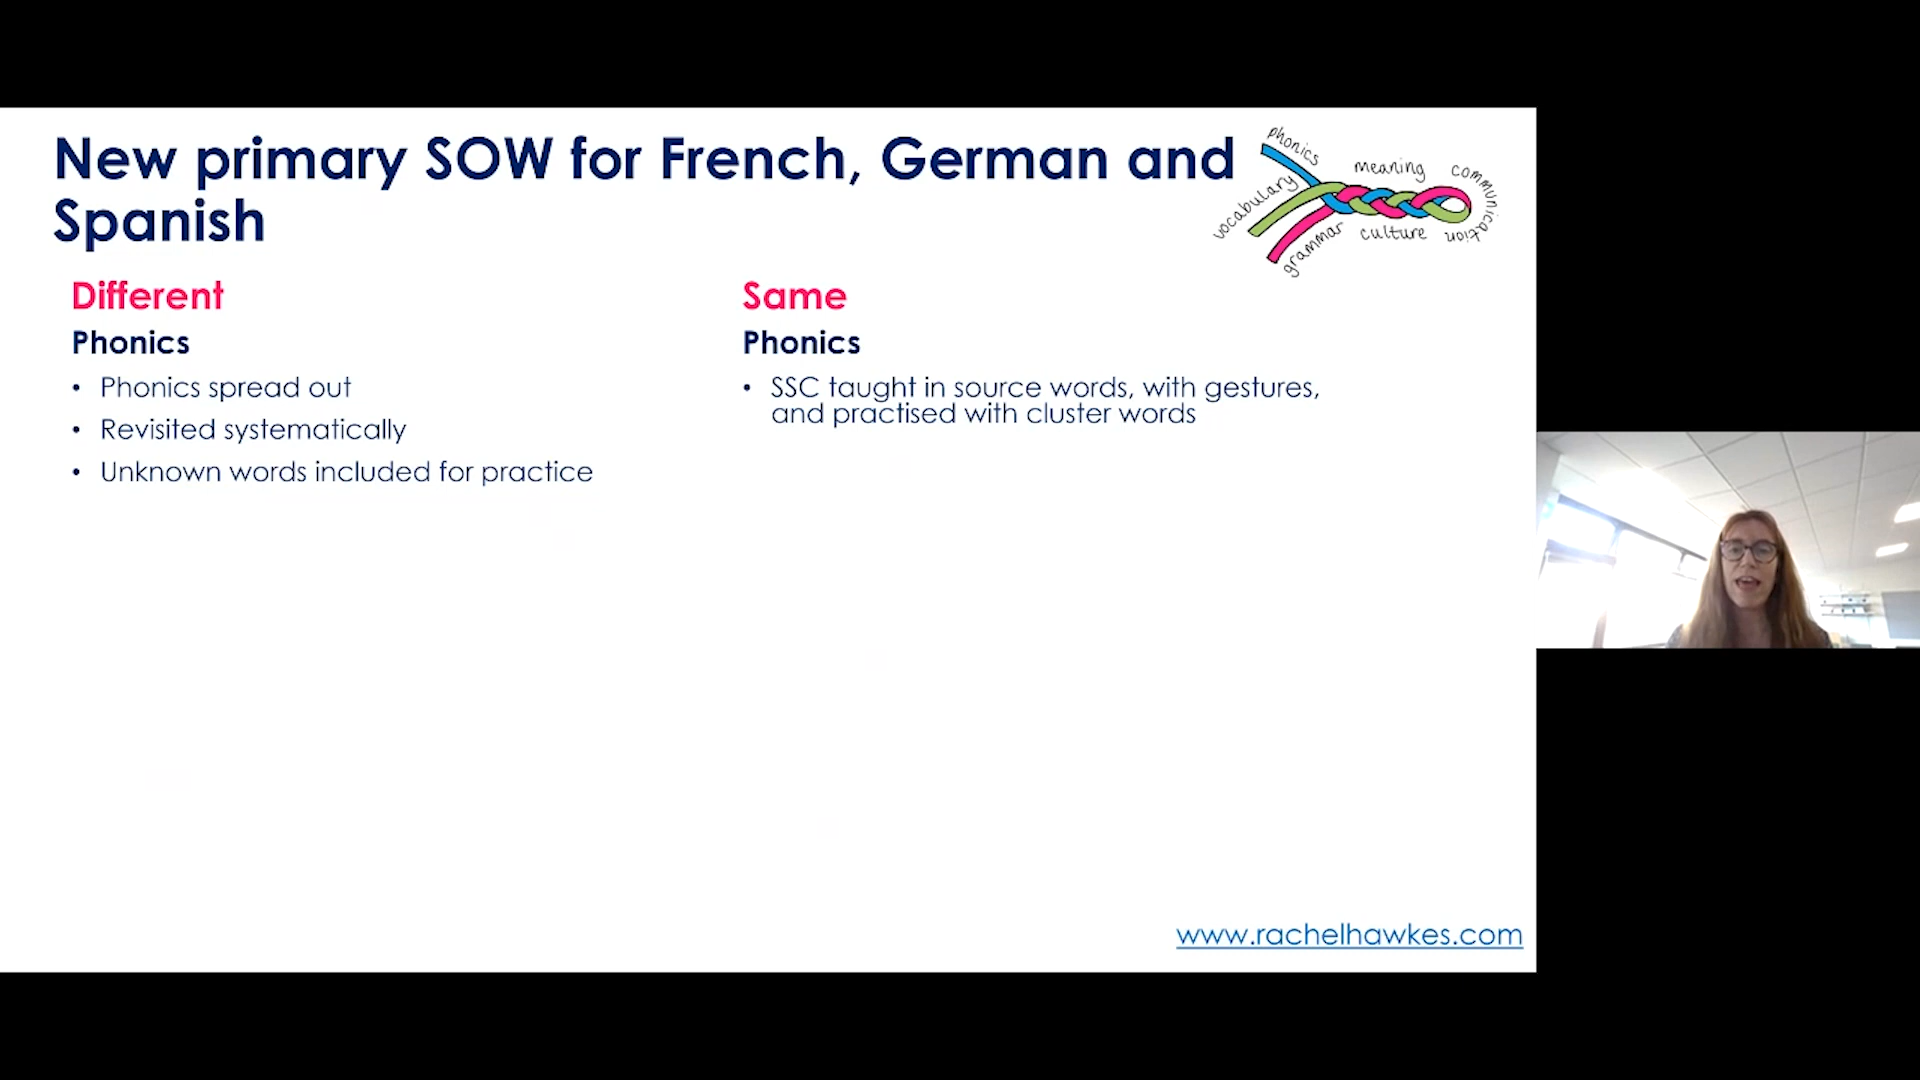 New primary SOW for French, German and
Spanish
phonics
vocabulary
grammar
meaning
culture
communication
Different
Phonics
• Phonics spread out
• Revisited systematically
• Unknown words included for practice
Same
Phonics
• SSC taught in source words, with gestures,
and practised with cluster words
www.rachelhawkes.com